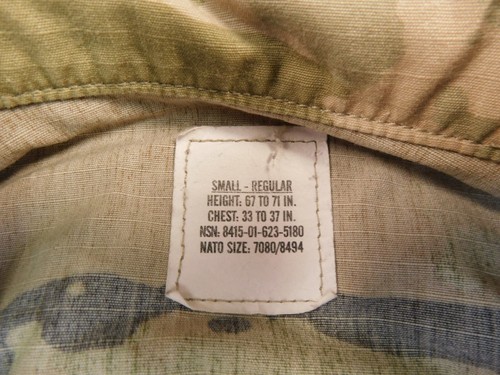 SMALL - REGULAR
HEIGHT: 67 TO 71 IN.
CHEST: 33 TO 37 IN.
NSN: 8415-01-623-5180
NATO SIZE: 7080/8494